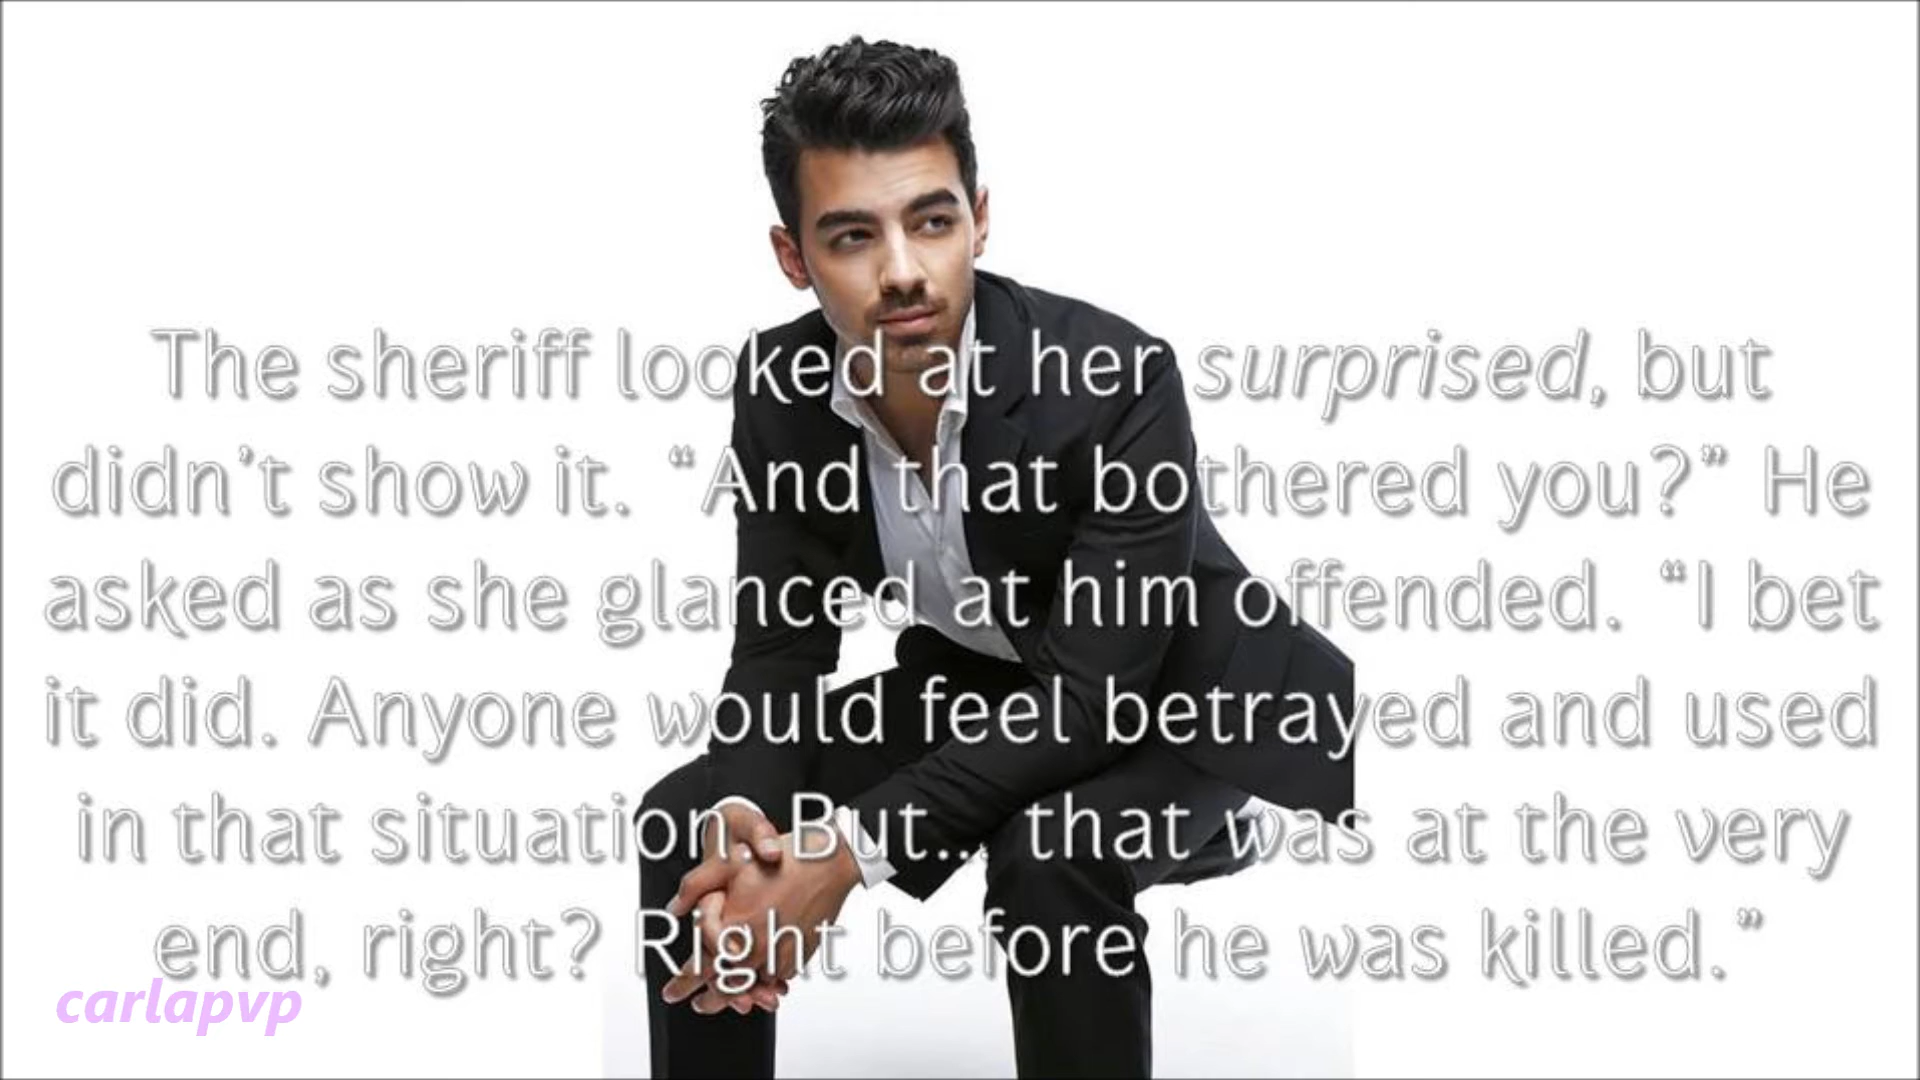 The sheriff looked at her surprised, but
didn’t show it. “And that bothered you?” He
asked as she glanced at him offended. “I bet
it did. Anyone would feel betrayed and used
in that situation. But... that was at the very
end, right? Right before he was killed.”
carlapvp